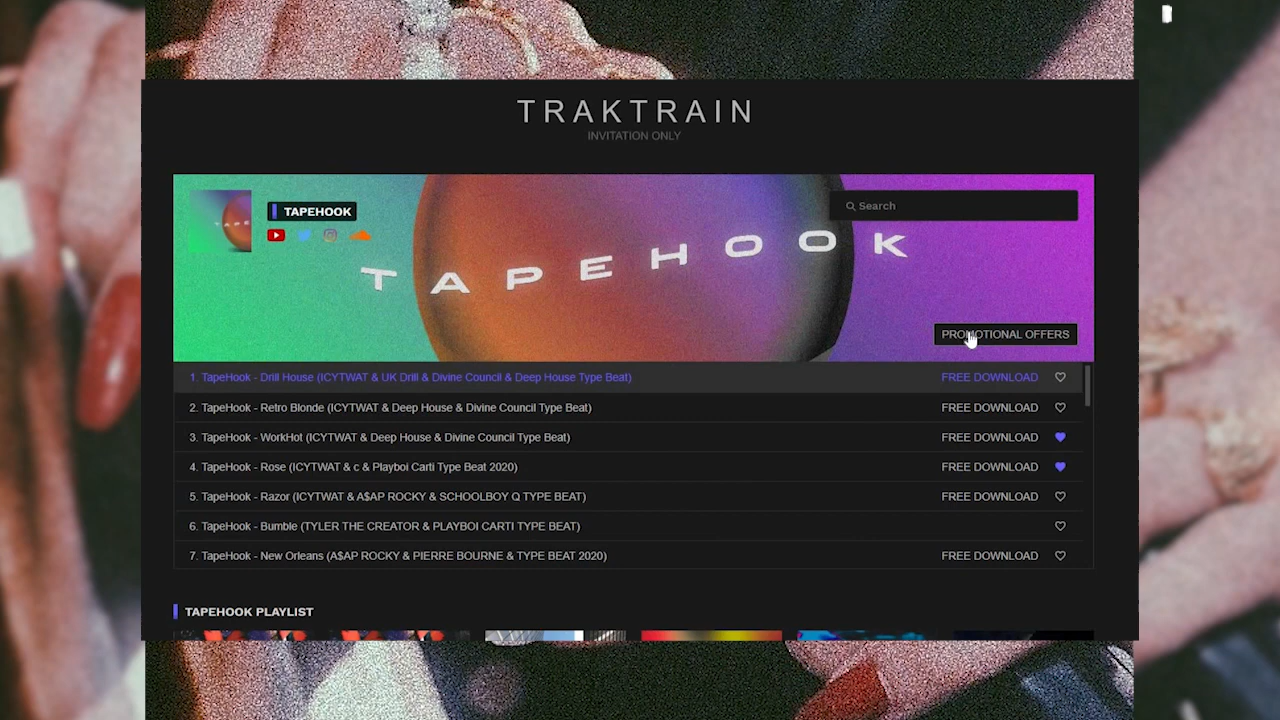 TRAKTRAIN
INVITATION ONLY
TAPEHOOK
Search
TAPEHOOK
PROMOTIONAL OFFERS
1. TapeHook - Drill House (ICYTWAT & UK Drill & Divine Council & Deep House Type Beat) FREE DOWNLOAD
2. TapeHook - Retro Blonde (ICYTWAT & Deep House & Divine Council Type Beat) FREE DOWNLOAD
3. TapeHook - WorkHot (ICYTWAT & Deep House & Divine Council Type Beat) FREE DOWNLOAD
4. TapeHook - Rose (ICYTWAT & c & Playboi Carti Type Beat 2020) FREE DOWNLOAD
5. TapeHook - Razor (ICYTWAT & A$AP ROCKY & SCHOOLBOY Q TYPE BEAT) FREE DOWNLOAD
6. TapeHook - Bumble (TYLER THE CREATOR & PLAYBOI CARTI TYPE BEAT)
7. TapeHook - New Orleans (A$AP ROCKY & PIERRE BOURNE & TYPE BEAT 2020) FREE DOWNLOAD
TAPEHOOK PLAYLIST